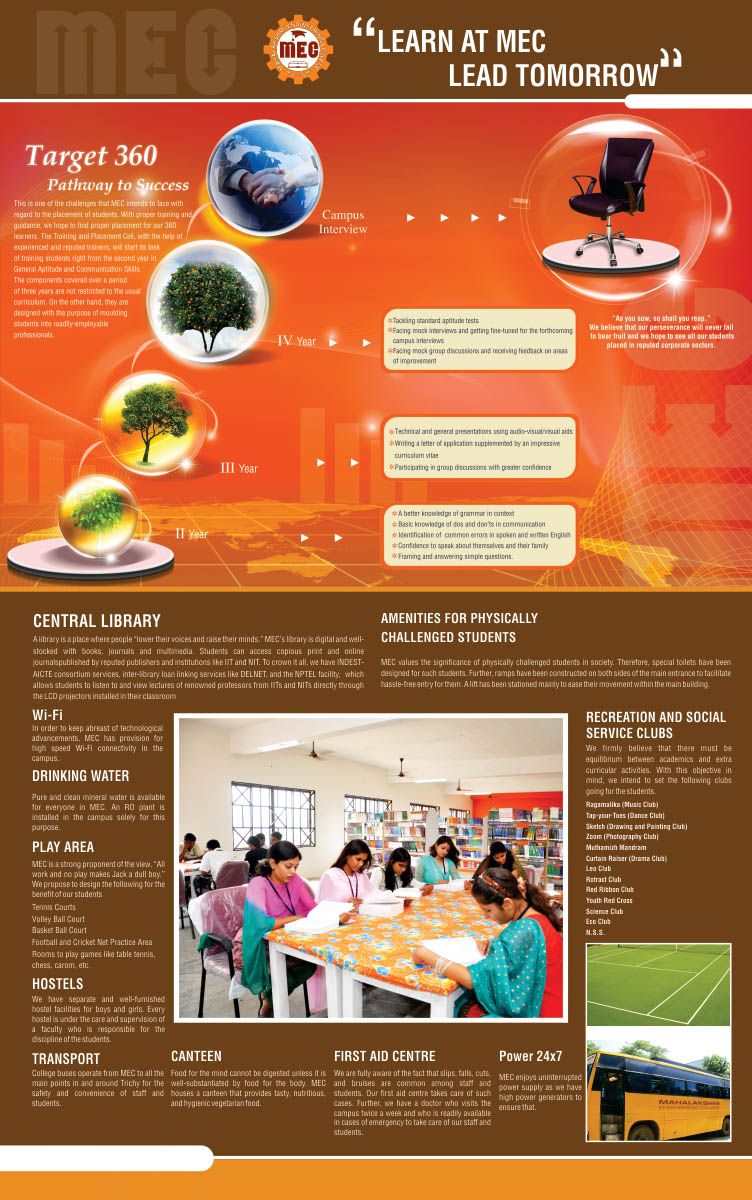 MEC
MEC
“LEARN AT MEC
LEAD TOMORROW”
Target 360
Pathway to Success
This is one of the challenges that MEC intends to face with
regard to the placement of students. With proper training and
guidance, we hope to find proper placement for our 360
learners. The Training and Placement Cell, with the help of
experienced and reputed trainers, will start its task
of training students right from the second year in
General Aptitude and Communication Skills.
The components covered over a period
of three years are not restricted to the usual
curriculum. On the other hand, they are
designed with the purpose of moulding
students into readily-employable
professionals.
Campus
Interview
"As you sow, so shall you reap."
We believe that our perseverance will never fail
to bear fruit and we hope to see all our students
placed in reputed corporate sectors.
IV Year
Tackling standard aptitude tests
Facing mock interviews and getting fine-tuned for the forthcoming
campus interviews
Facing mock group discussions and receiving feedback on areas
of improvement
III Year
Technical and general presentations using audio-visual/visual aids
Writing a letter of application supplemented by an impressive
curriculum vitae
Participating in group discussions with greater confidence
II Year
A better knowledge of grammar in context
Basic knowledge of dos and don'ts in communication
Identification of common errors in spoken and written English
Confidence to speak about themselves and their family
Framing and answering simple questions.
CENTRAL LIBRARY
A library is a place where people “lower their voices and raise their minds.” MEC’s library is digital and well-
stocked with books, journals and multimedia. Students can access copious print and online
journalspublished by reputed publishers and institutions like IIT and NIT. To crown it all, we have INDEST-
AICTE consortium services, inter-library loan linking services like DELNET, and the NPTEL facility, which
allows students to listen to and view lectures of renowned professors from IITs and NITs directly through
the LCD projectors installed in their classroom
AMENITIES FOR PHYSICALLY
CHALLENGED STUDENTS
MEC values the significance of physically challenged students in society. Therefore, special toilets have been
designed for such students. Further, ramps have been constructed on both sides of the main entrance to facilitate
hassle-free entry for them. A lift has been stationed mainly to ease their movement within the main building.
Wi-Fi
In order to keep abreast of technological
advancements, MEC has provision for
high speed Wi-Fi connectivity in the
campus.
DRINKING WATER
Pure and clean mineral water is available
for everyone in MEC. An RO plant is
installed in the campus solely for this
purpose.
PLAY AREA
MEC is a strong proponent of the view, “All
work and no play makes Jack a dull boy.”
We propose to design the following for the
benefit of our students
Tennis Courts
Volley Ball Court
Basket Ball Court
Football and Cricket Net Practice Area
Rooms to play games like table tennis,
chess, carom, etc.
HOSTELS
We have separate and well-furnished
hostel facilities for boys and girls. Every
hostel is under the care and supervision of
a faculty who is responsible for the
discipline of the students.
TRANSPORT
College buses operate from MEC to all the
main points in and around Trichy for the
safety and convenience of staff and
students.
CANTEEN
Food for the mind cannot be digested unless it is
well-substantiated by food for the body. MEC
houses a canteen that provides tasty, nutritious,
and hygienic vegetarian food.
FIRST AID CENTRE
We are fully aware of the fact that slips, falls, cuts,
and bruises are common among staff and
students. Our first aid centre takes care of such
cases. Further, we have a doctor who visits the
campus twice a week and who is readily available
in cases of emergency to take care of our staff and
students.
Power 24x7
MEC enjoys uninterrupted
power supply as we have
high power generators to
ensure that.
RECREATION AND SOCIAL
SERVICE CLUBS
We firmly believe that there must be
equilibrium between academics and extra
curricular activities. With this objective in
mind, we intend to set the following clubs
going for the students.
Ragamalika (Music Club)
Tap-your-Toes (Dance Club)
Sketch (Drawing and Painting Club)
Zoom (Photography Club)
Muthamizh Mandram
Curtain Raiser (Drama Club)
Leo Club
Rotract Club
Red Ribbon Club
Youth Red Cross
Science Club
Eco Club
N.S.S.
MAHALAKSHMI
ENGINEERING COLLEGE